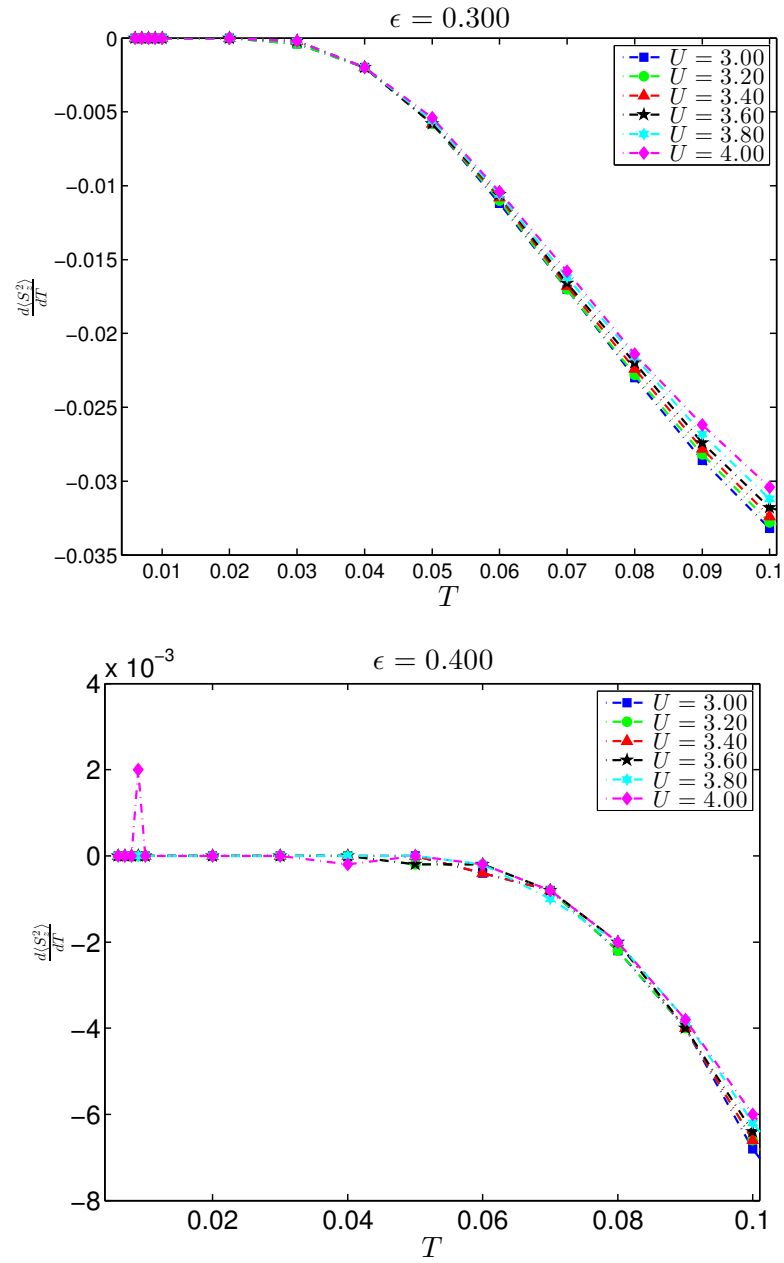 ϵ = 0.300
0
−0.005
−0.01
−0.015
−0.02
−0.025
−0.03
−0.035
d⟨S_z^2⟩/dT
U = 3.00
U = 3.20
U = 3.40
U = 3.60
U = 3.80
U = 4.00
0.01 0.02 0.03 0.04 0.05 0.06 0.07 0.08 0.09 0.1
T
ϵ = 0.400
x 10^−3
4
2
0
−2
−4
−6
−8
d⟨S_z^2⟩/dT
U = 3.00
U = 3.20
U = 3.40
U = 3.60
U = 3.80
U = 4.00
0.02 0.04 0.06 0.08 0.1
T